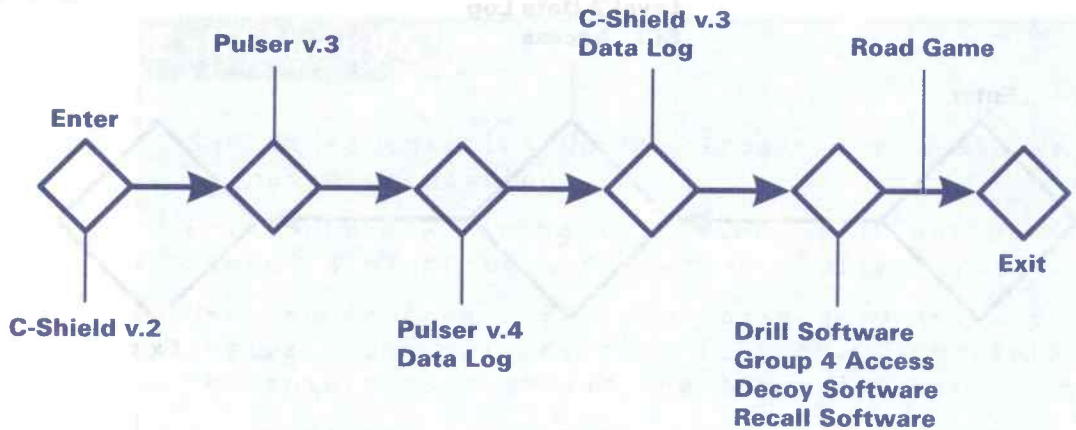 C-Shield v.3
Data Log
Pulser v.3
Road Game
Enter
Exit
C-Shield v.2
Pulser v.4
Data Log
Drill Software
Group 4 Access
Decoy Software
Recall Software